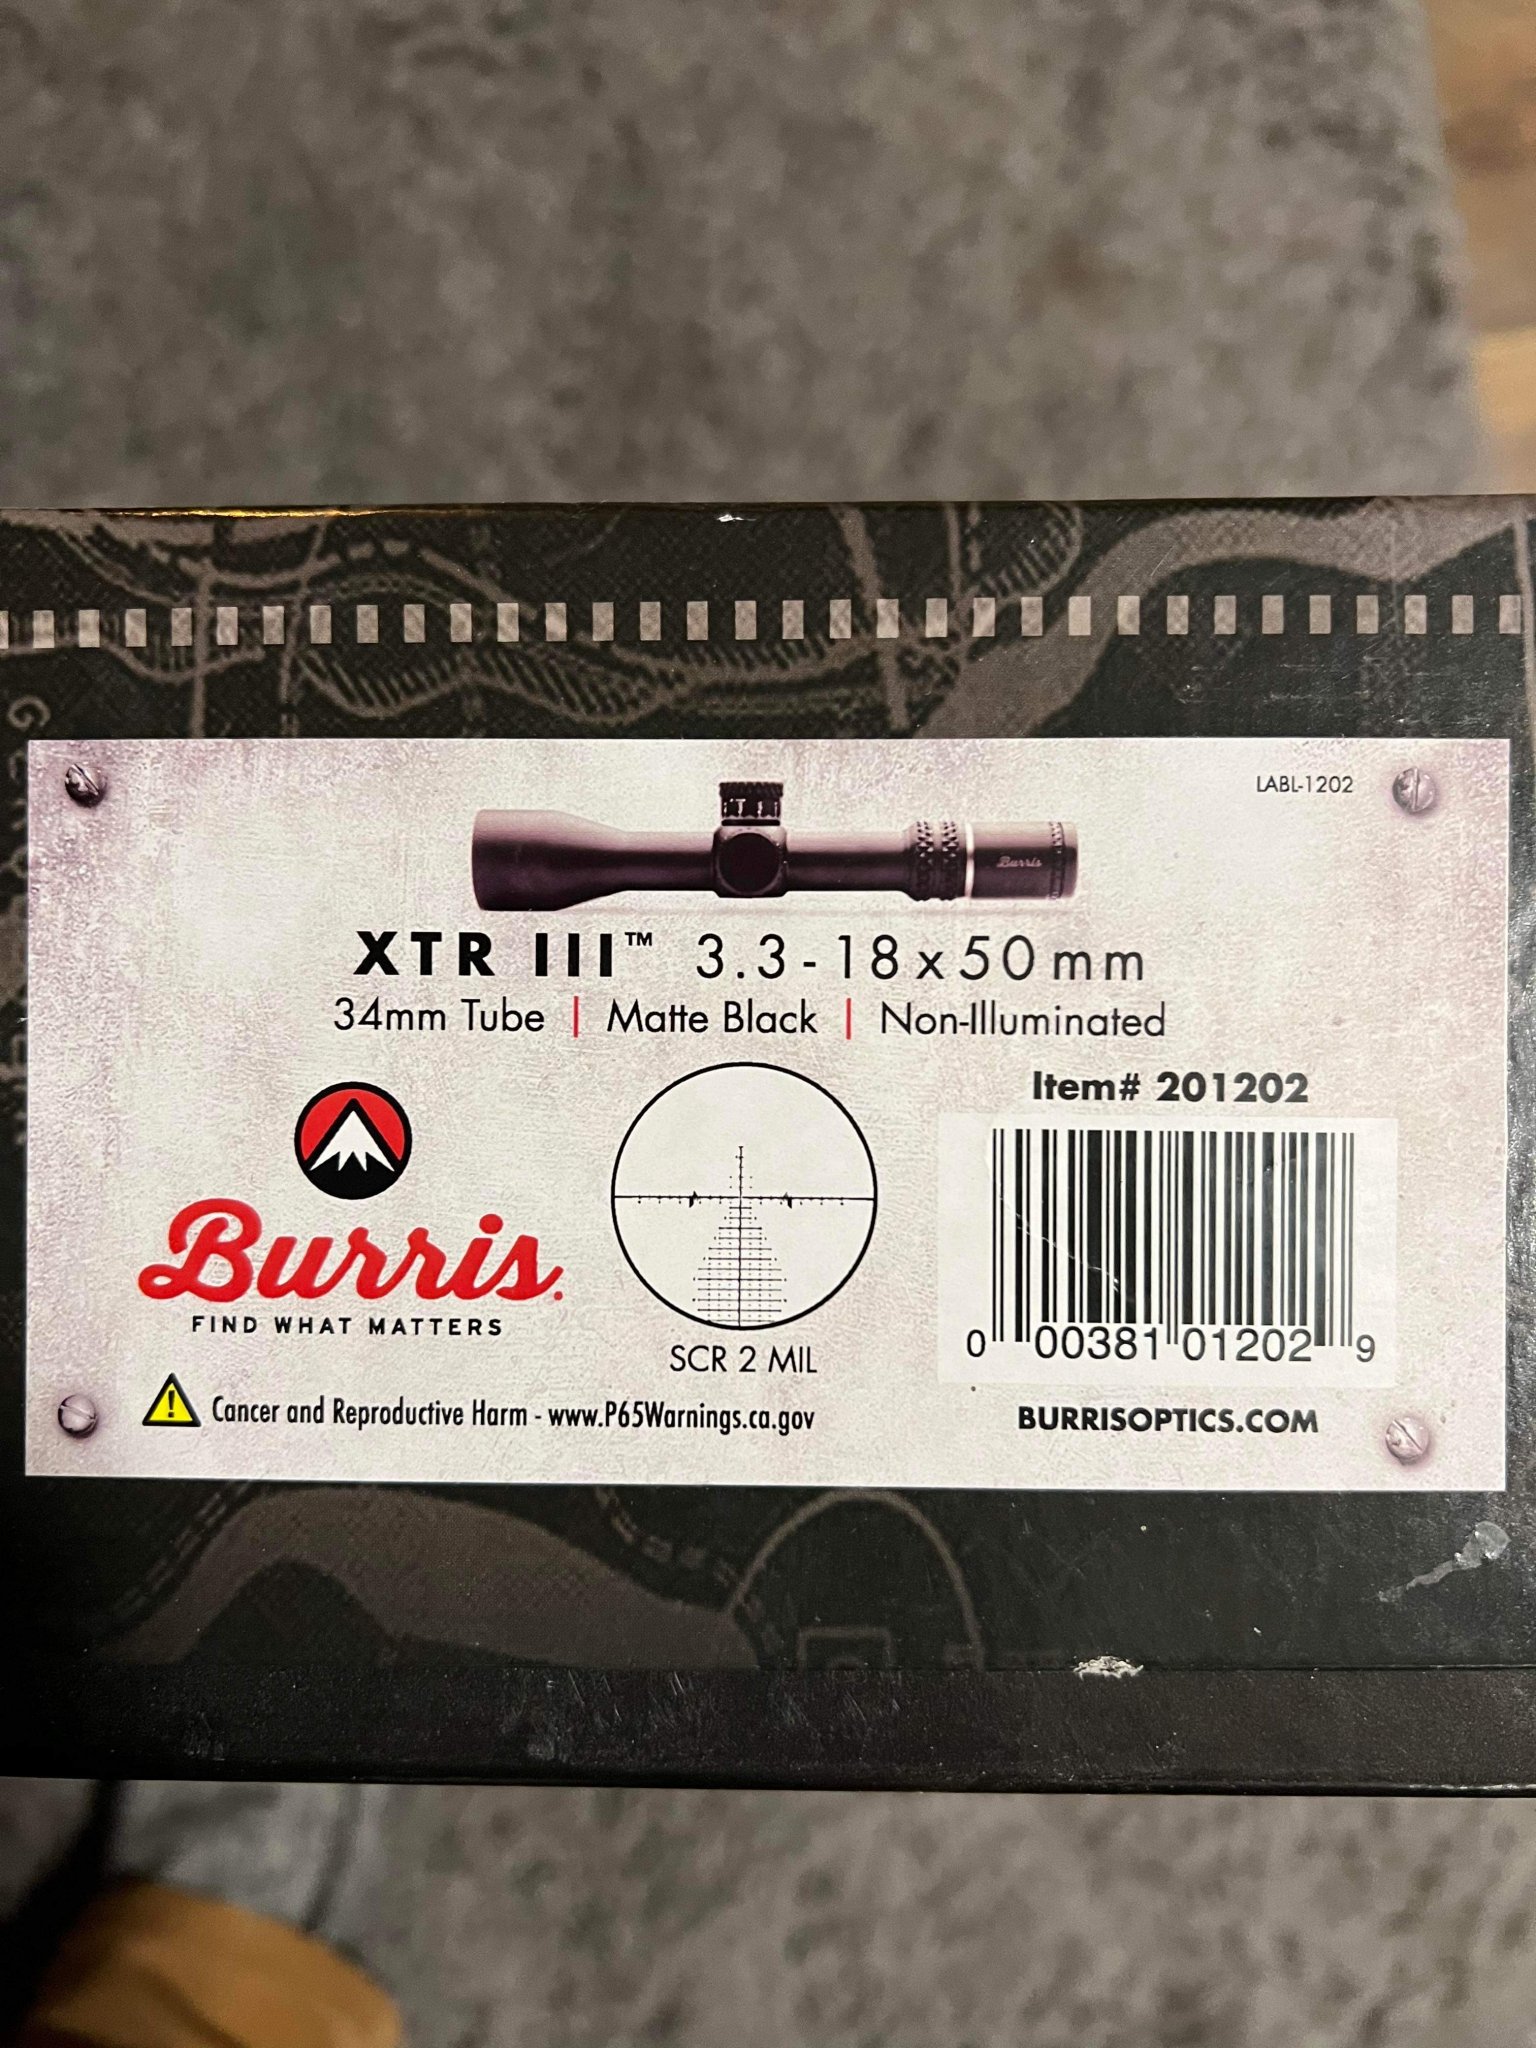 LABL-1202
Burris
XTR III™ 3.3-18x50mm
34mm Tube | Matte Black | Non-Illuminated
Item# 201202
Burris.
FIND WHAT MATTERS
SCR 2 MIL
0 00381 01202 9
Cancer and Reproductive Harm - www.P65Warnings.ca.gov
BURRISOPTICS.COM